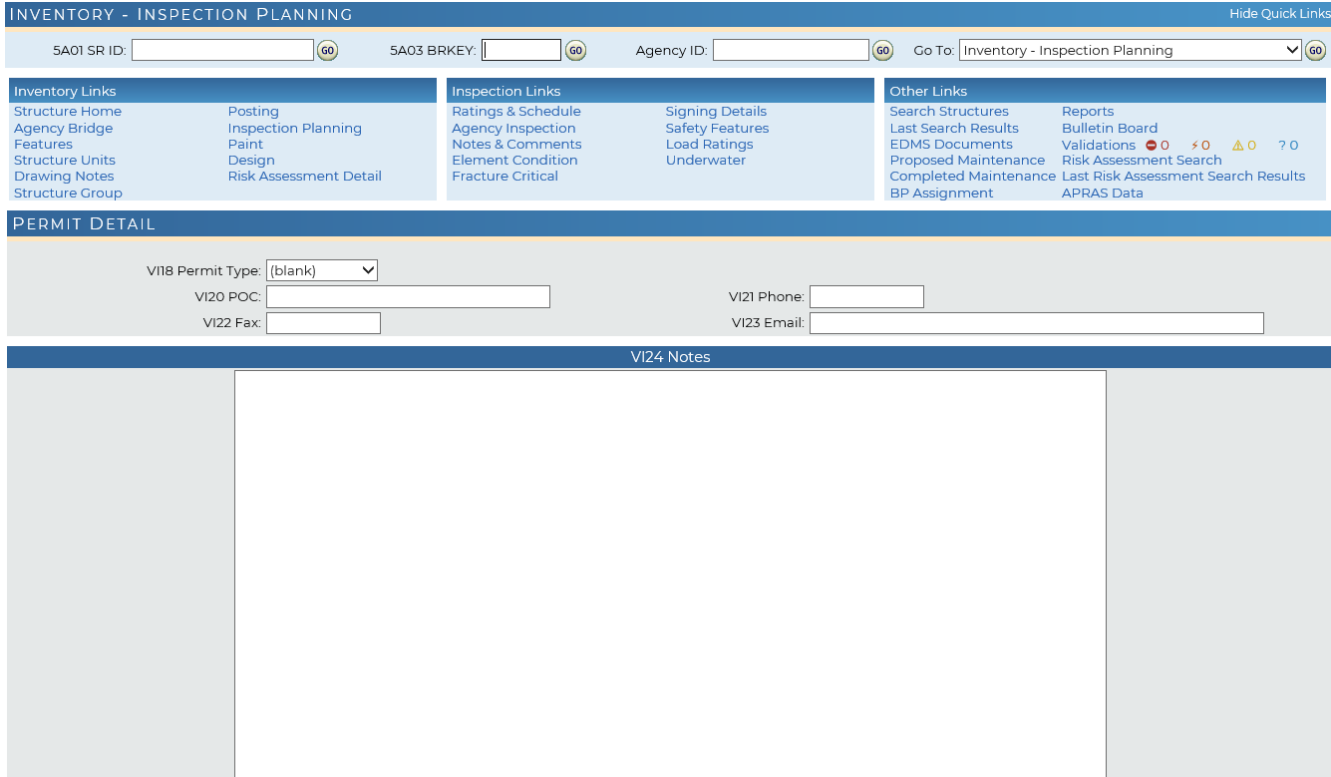 INVENTORY - INSPECTION PLANNING Hide Quick Links
5A01 SR ID: GO 5A03 BRKEY: GO Agency ID: GO Go To: Inventory - Inspection Planning GO
Inventory Links Inspection Links Other Links
Structure Home Posting Ratings & Schedule Signing Details Search Structures Reports
Agency Bridge Inspection Planning Agency Inspection Safety Features Last Search Results Bulletin Board
Features Paint Notes & Comments Load Ratings EDMS Documents Validations 0 0 0 ? 0
Structure Units Design Element Condition Underwater Proposed Maintenance Risk Assessment Search
Drawing Notes Risk Assessment Detail Fracture Critical Completed Maintenance Last Risk Assessment Search Results
Structure Group BP Assignment APRAS Data
PERMIT DETAIL
VI18 Permit Type: (blank)
VI20 POC: VI21 Phone:
VI22 Fax: VI23 Email:
VI24 Notes